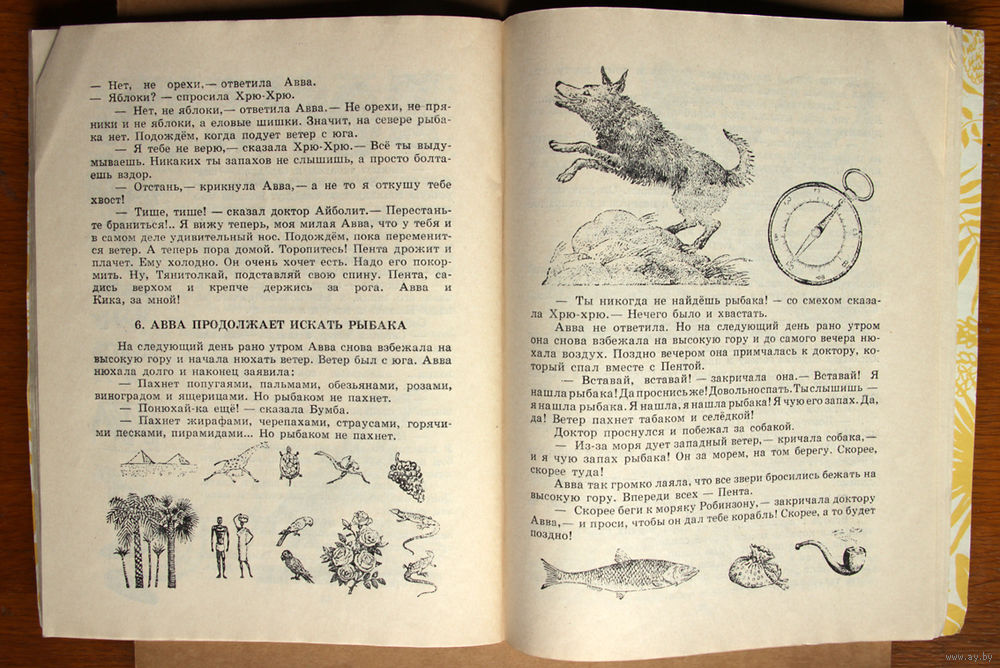 — Нет, не орехи,— ответила Авва.
— Яблоки? — спросила Хрю-Хрю.
— Нет, не яблоки,— ответила Авва.— Не орехи, не пря-
ники и не яблоки, а еловые шишки. Значит, на севере рыба-
ка нет. Подождём, когда подует ветер с юга.
— Я тебе не верю,— сказала Хрю-Хрю.— Всё ты выду-
мываешь. Никаких ты запахов не слышишь, а просто болта-
ешь вздор.
— Отстань,— крикнула Авва,— а не то я откушу тебе
хвост!
— Тише, тише! — сказал доктор Айболит.— Перестань-
те браниться!.. Я вижу теперь, моя милая Авва, что у тебя и
в самом деле удивительный нос. Подождём, пока переменит-
ся ветер. А теперь пора домой. Торопитесь! Пента дрожит и
плачет. Ему холодно. Он очень хочет есть. Надо его покор-
мить. Ну, Тянитолкай, подставляй свою спину. Пента, са-
дись верхом и крепче держись за рога. Авва и
Кика, за мной!
6. АВВА ПРОДОЛЖАЕТ ИСКАТЬ РЫБАКА
На следующий день рано утром Авва снова взбежала на
высокую гору и начала нюхать ветер. Ветер был с юга. Авва
нюхала долго и наконец заявила:
— Пахнет попугаями, пальмами, обезьянами, розами,
виноградом и ящерицами. Но рыбаком не пахнет.
— Понюхай-ка ещё! — сказала Бумба.
— Пахнет жирафами, черепахами, страусами, горячи-
ми песками, пирамидами... Но рыбаком не пахнет.
— Ты никогда не найдёшь рыбака! — со смехом сказа-
ла Хрю-хрю.— Нечего было и хвастать.
Авва не ответила. Но на следующий день рано утром
она снова взбежала на высокую гору и до самого вечера ню-
хала воздух. Поздно вечером она примчалась к доктору, ко-
торый спал вместе с Пентой.
— Вставай, вставай! — закричала она.— Вставай! Я
нашла рыбака! Да проснись же! Довольно спать. Ты слышишь —
я нашла рыбака. Я нашла, я нашла рыбака! Я чую его запах. Да,
да! Ветер пахнет табаком и селёдкой!
Доктор проснулся и побежал за собакой.
— Из-за моря дует западный ветер,— кричала собака,—
и я чую запах рыбака! Он за морем, на том берегу. Скорее,
скорее туда!
Авва так громко лаяла, что все звери бросились бежать на
высокую гору. Впереди всех — Пента.
— Скорее беги к моряку Робинзону,— закричала доктору
Авва,— и проси, чтобы он дал тебе корабль! Скорее, а то будет
поздно!
www.ay.by